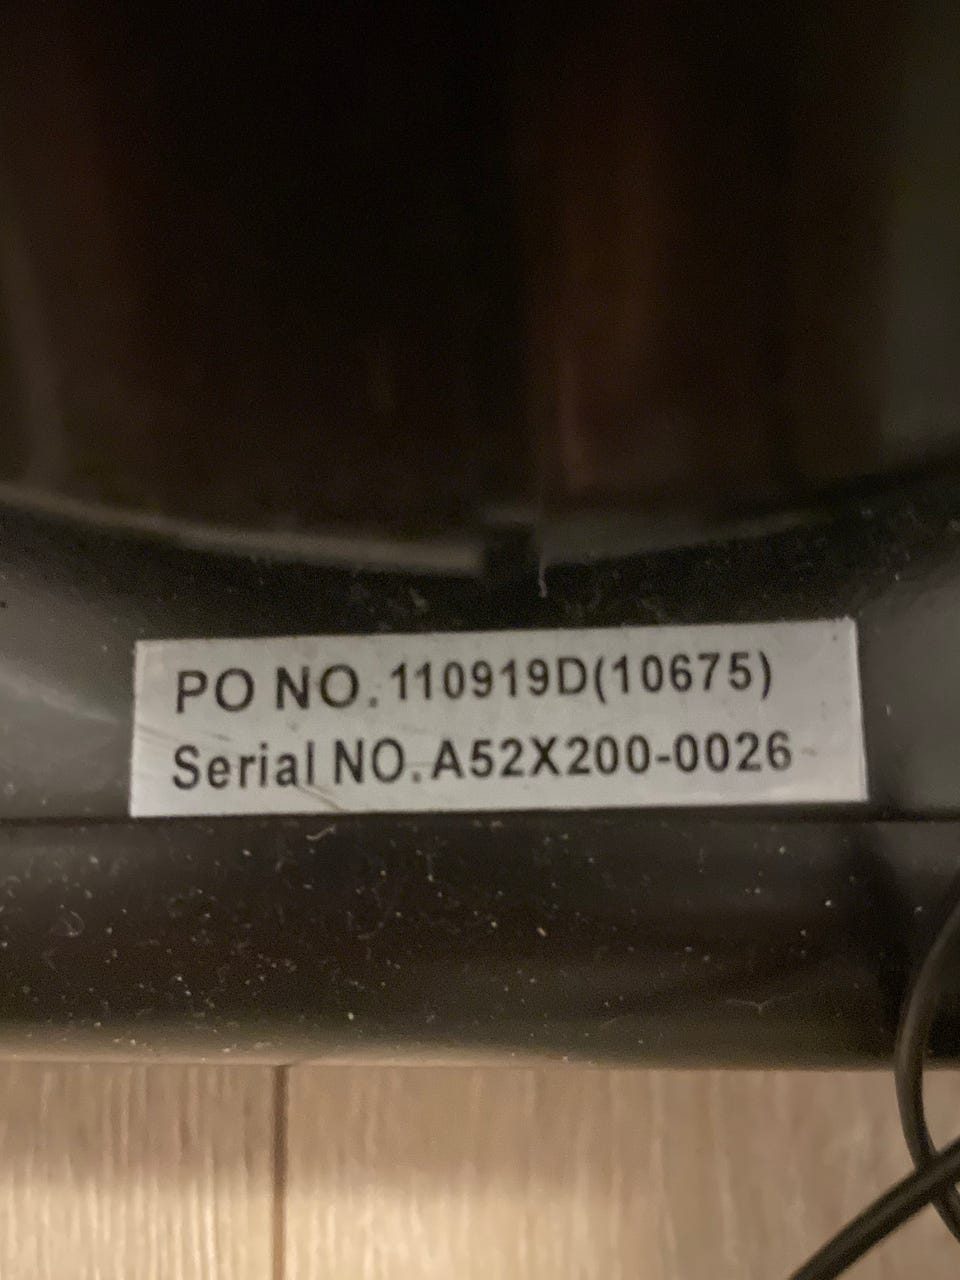 PO NO. 110919D(10675)
Serial NO. A52X200-0026